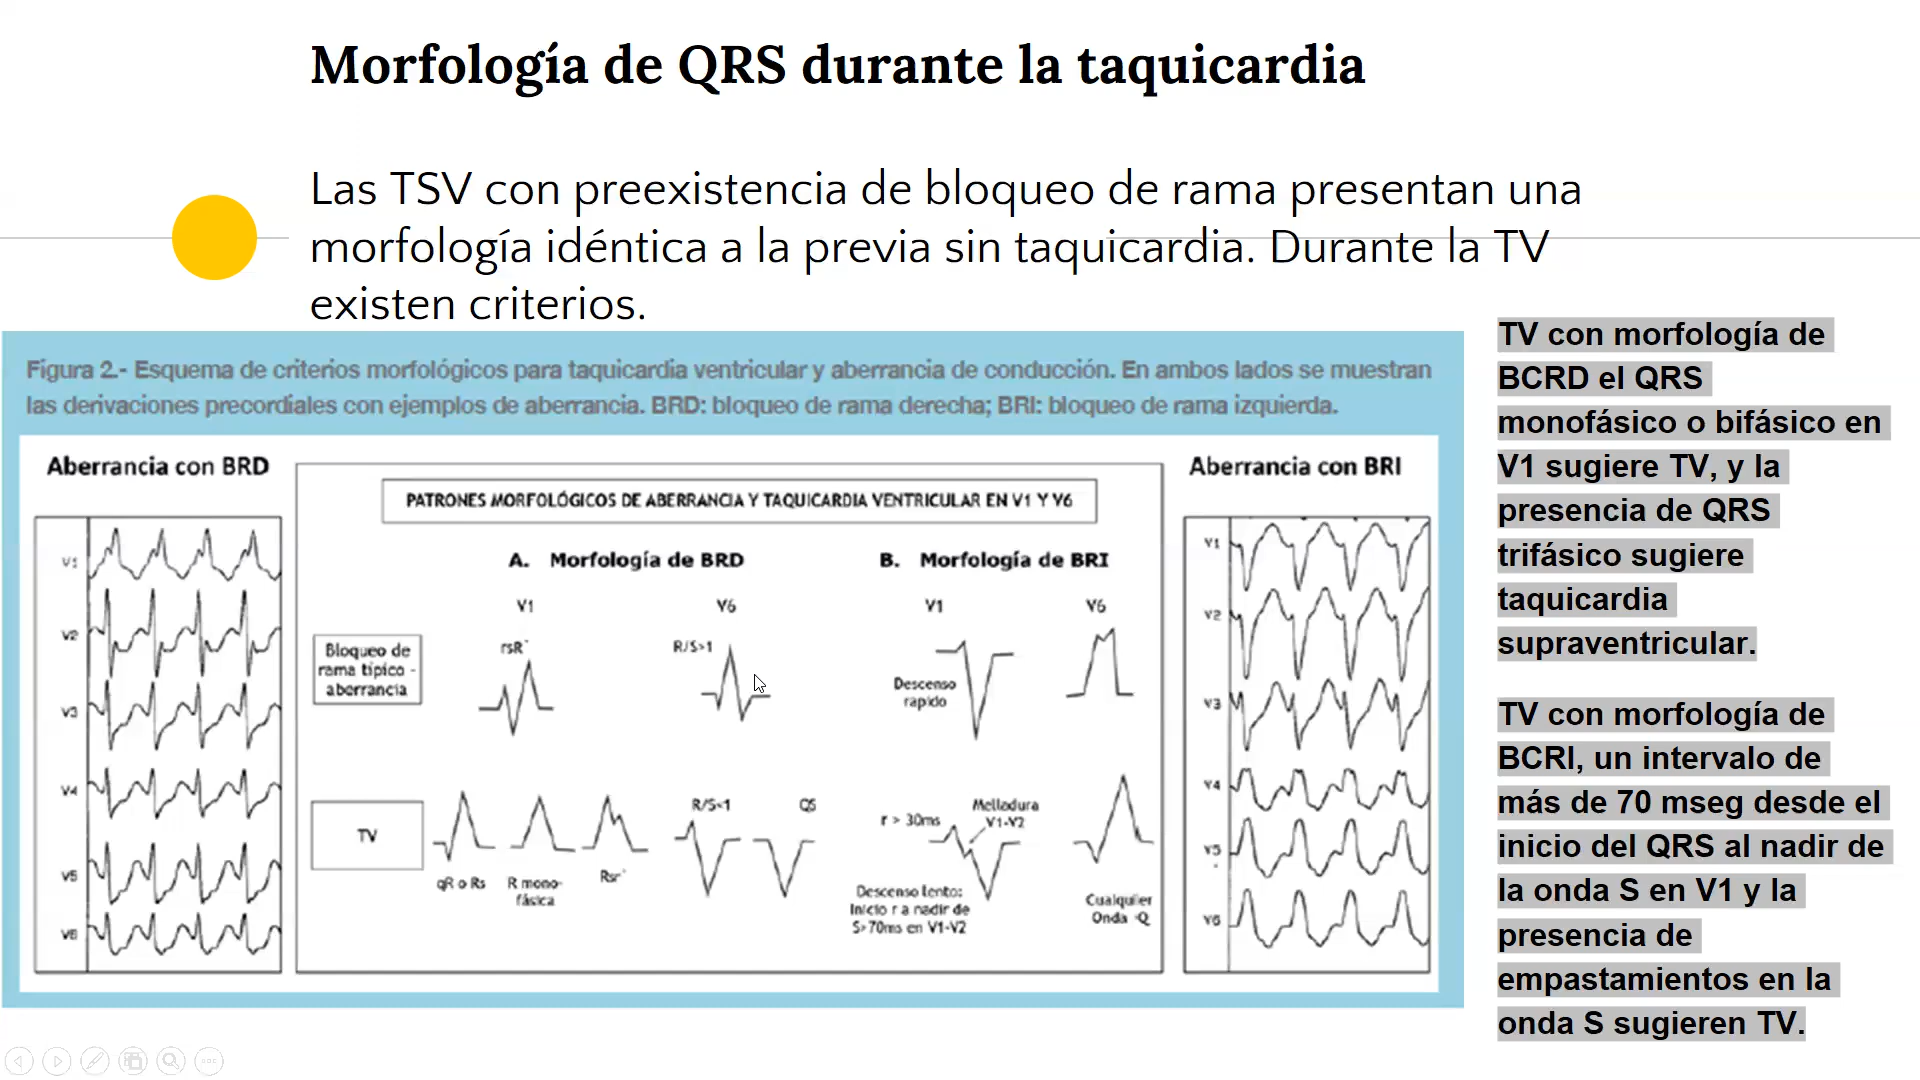 Morfología de QRS durante la taquicardia
Las TSV con preexistencia de bloqueo de rama presentan una
morfología idéntica a la previa sin taquicardia. Durante la TV
existen criterios.
Figura 2.- Esquema de criterios morfológicos para taquicardia ventricular y aberrancia de conducción. En ambos lados se muestran
las derivaciones precordiales con ejemplos de aberrancia. BRD: bloqueo de rama derecha; BRI: bloqueo de rama izquierda.
Aberrancia con BRD
V1
V2
V3
V4
V5
V6
PATRONES MORFOLÓGICOS DE ABERRANCIA Y TAQUICARDIA VENTRICULAR EN V1 Y V6
A. Morfología de BRD
B. Morfología de BRI
V1
V6
V1
V6
Bloqueo de
rama típico -
aberrancia
rsR'
R/S>1
Descenso
rapido
TV
qR o Rs
R mono-
fásica
Rsr'
R/S<1
QS
r > 30ms
Melladura
V1-V2
Descenso lento:
Inicio r a nadir de
S>70ms en V1-V2
Cualquier
Onda -Q
Aberrancia con BRI
V1
V2
V3
V4
V5
V6
TV con morfología de
BCRD el QRS
monofásico o bifásico en
V1 sugiere TV, y la
presencia de QRS
trifásico sugiere
taquicardia
supraventricular.
TV con morfología de
BCRI, un intervalo de
más de 70 mseg desde el
inicio del QRS al nadir de
la onda S en V1 y la
presencia de
empastamientos en la
onda S sugieren TV.